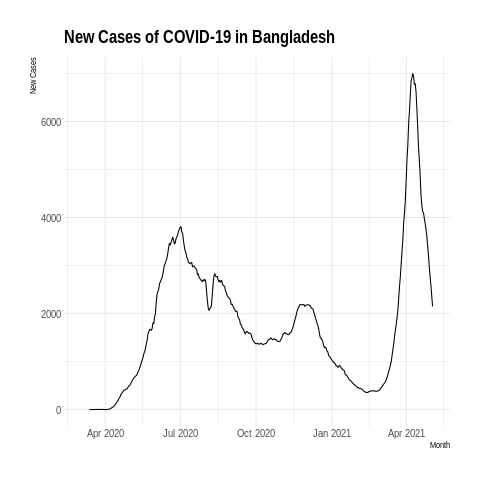 New Cases of COVID-19 in Bangladesh
New Cases
6000
4000
2000
0
Apr 2020 Jul 2020 Oct 2020 Jan 2021 Apr 2021
Month